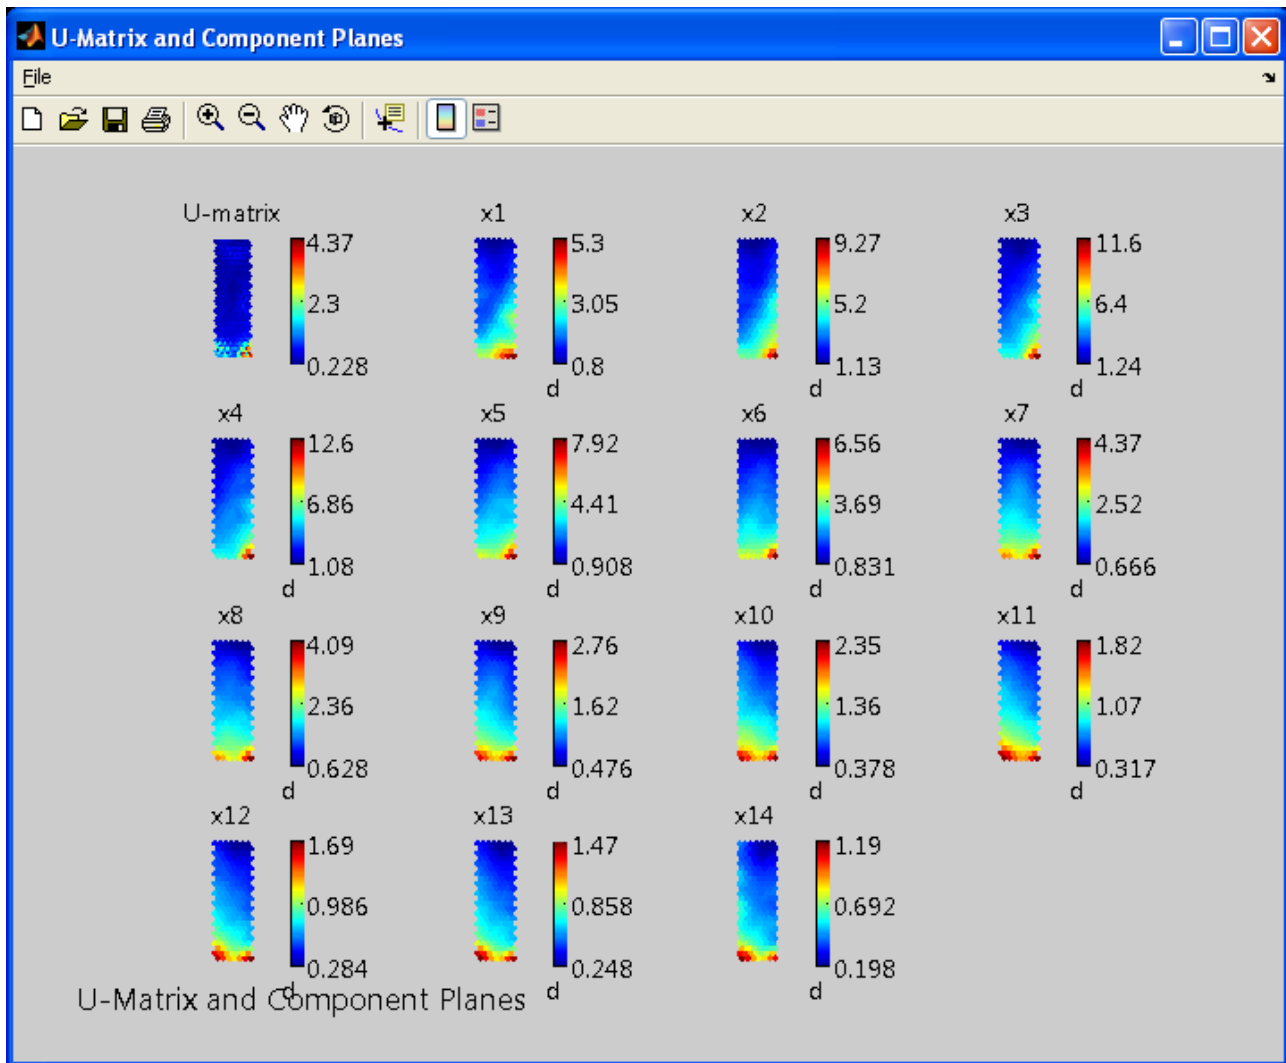 U-Matrix and Component Planes
File
U-matrix x1 x2 x3
4.37 5.3 9.27 11.6
2.3 3.05 5.2 6.4
0.228 0.8 1.13 1.24
d d d
x4 x5 x6 x7
12.6 7.92 6.56 4.37
6.86 4.41 3.69 2.52
1.08 0.908 0.831 0.666
d d d d
x8 x9 x10 x11
4.09 2.76 2.35 1.82
2.36 1.62 1.36 1.07
0.628 0.476 0.378 0.317
d d d d
x12 x13 x14
1.69 1.47 1.19
0.986 0.858 0.692
0.284 0.248 0.198
d d d
U-Matrix and Component Planes